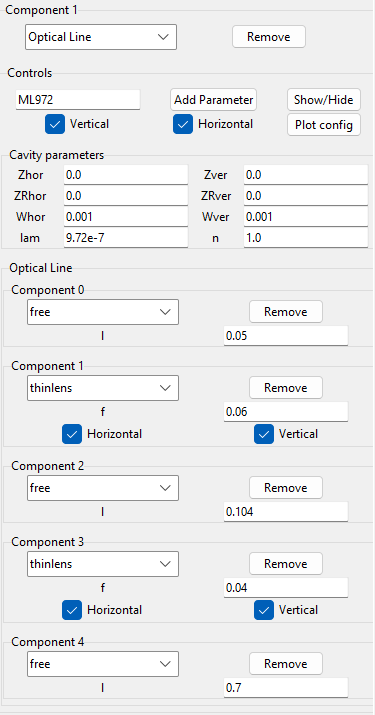 Component 1
Optical Line Remove
Controls
ML972 Add Parameter Show/Hide
Vertical Horizontal Plot config
Cavity parameters
Zhor 0.0 Zver 0.0
ZRhor 0.0 ZRver 0.0
Whor 0.001 Wver 0.001
lam 9.72e-7 n 1.0
Optical Line
Component 0
free Remove
l 0.05
Component 1
thinlens Remove
f 0.06
Horizontal Vertical
Component 2
free Remove
l 0.104
Component 3
thinlens Remove
f 0.04
Horizontal Vertical
Component 4
free Remove
l 0.7